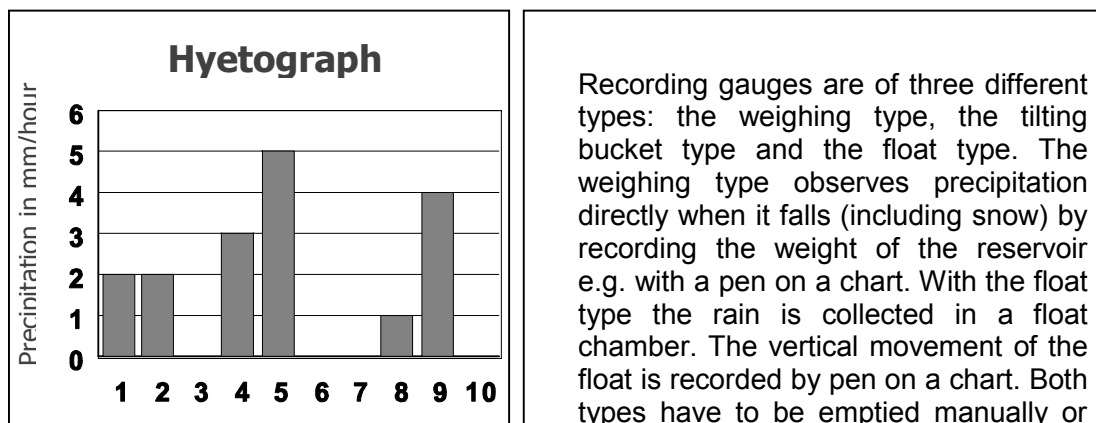 Hyetograph
Precipitation in mm/hour
6
5
4
3
2
1
0
1 2 3 4 5 6 7 8 9 10
Recording gauges are of three different
types: the weighing type, the tilting
bucket type and the float type. The
weighing type observes precipitation
directly when it falls (including snow) by
recording the weight of the reservoir
e.g. with a pen on a chart. With the float
type the rain is collected in a float
chamber. The vertical movement of the
float is recorded by pen on a chart. Both
types have to be emptied manually or